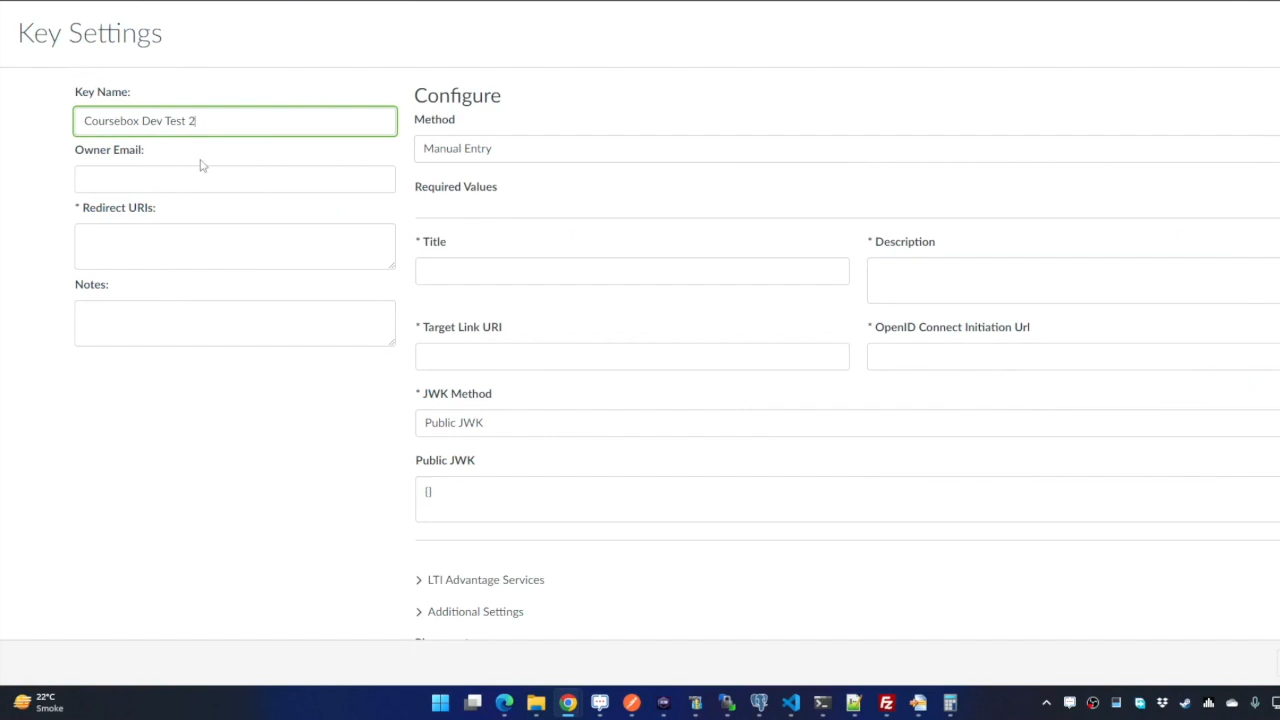 Key Settings
Key Name:
Coursebox Dev Test 2
Owner Email:
* Redirect URIs:
Notes:
Configure
Method
Manual Entry
Required Values
* Title
* Description
* Target Link URI
* OpenID Connect Initiation Url
* JWK Method
Public JWK
Public JWK
{}
LTI Advantage Services
Additional Settings
22°C
Smoke